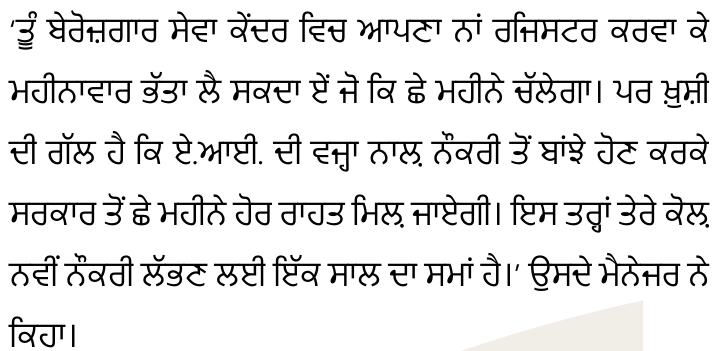 ‘ਤੂੰ ਬੇਰੋਜ਼ਗਾਰ ਸੇਵਾ ਕੇਂਦਰ ਵਿਚ ਆਪਣਾ ਨਾਂ ਰਜਿਸਟਰ ਕਰਵਾ ਕੇ
ਮਹੀਨਾਵਾਰ ਭੱਤਾ ਲੈ ਸਕਦਾ ਏਂ ਜੋ ਕਿ ਛੇ ਮਹੀਨੇ ਚੱਲੇਗਾ। ਪਰ ਖ਼ੁਸ਼ੀ
ਦੀ ਗੱਲ ਹੈ ਕਿ ਏ.ਆਈ. ਦੀ ਵਜ੍ਹਾ ਨਾਲ਼ ਨੌਕਰੀ ਤੋਂ ਬਾਂਝੇ ਹੋਣ ਕਰਕੇ
ਸਰਕਾਰ ਤੋਂ ਛੇ ਮਹੀਨੇ ਹੋਰ ਰਾਹਤ ਮਿਲ਼ ਜਾਏਗੀ। ਇਸ ਤਰ੍ਹਾਂ ਤੇਰੇ ਕੋਲ਼
ਨਵੀਂ ਨੌਕਰੀ ਲੱਭਣ ਲਈ ਇੱਕ ਸਾਲ ਦਾ ਸਮਾਂ ਹੈ।’ ਉਸਦੇ ਮੈਨੇਜਰ ਨੇ
ਕਿਹਾ।